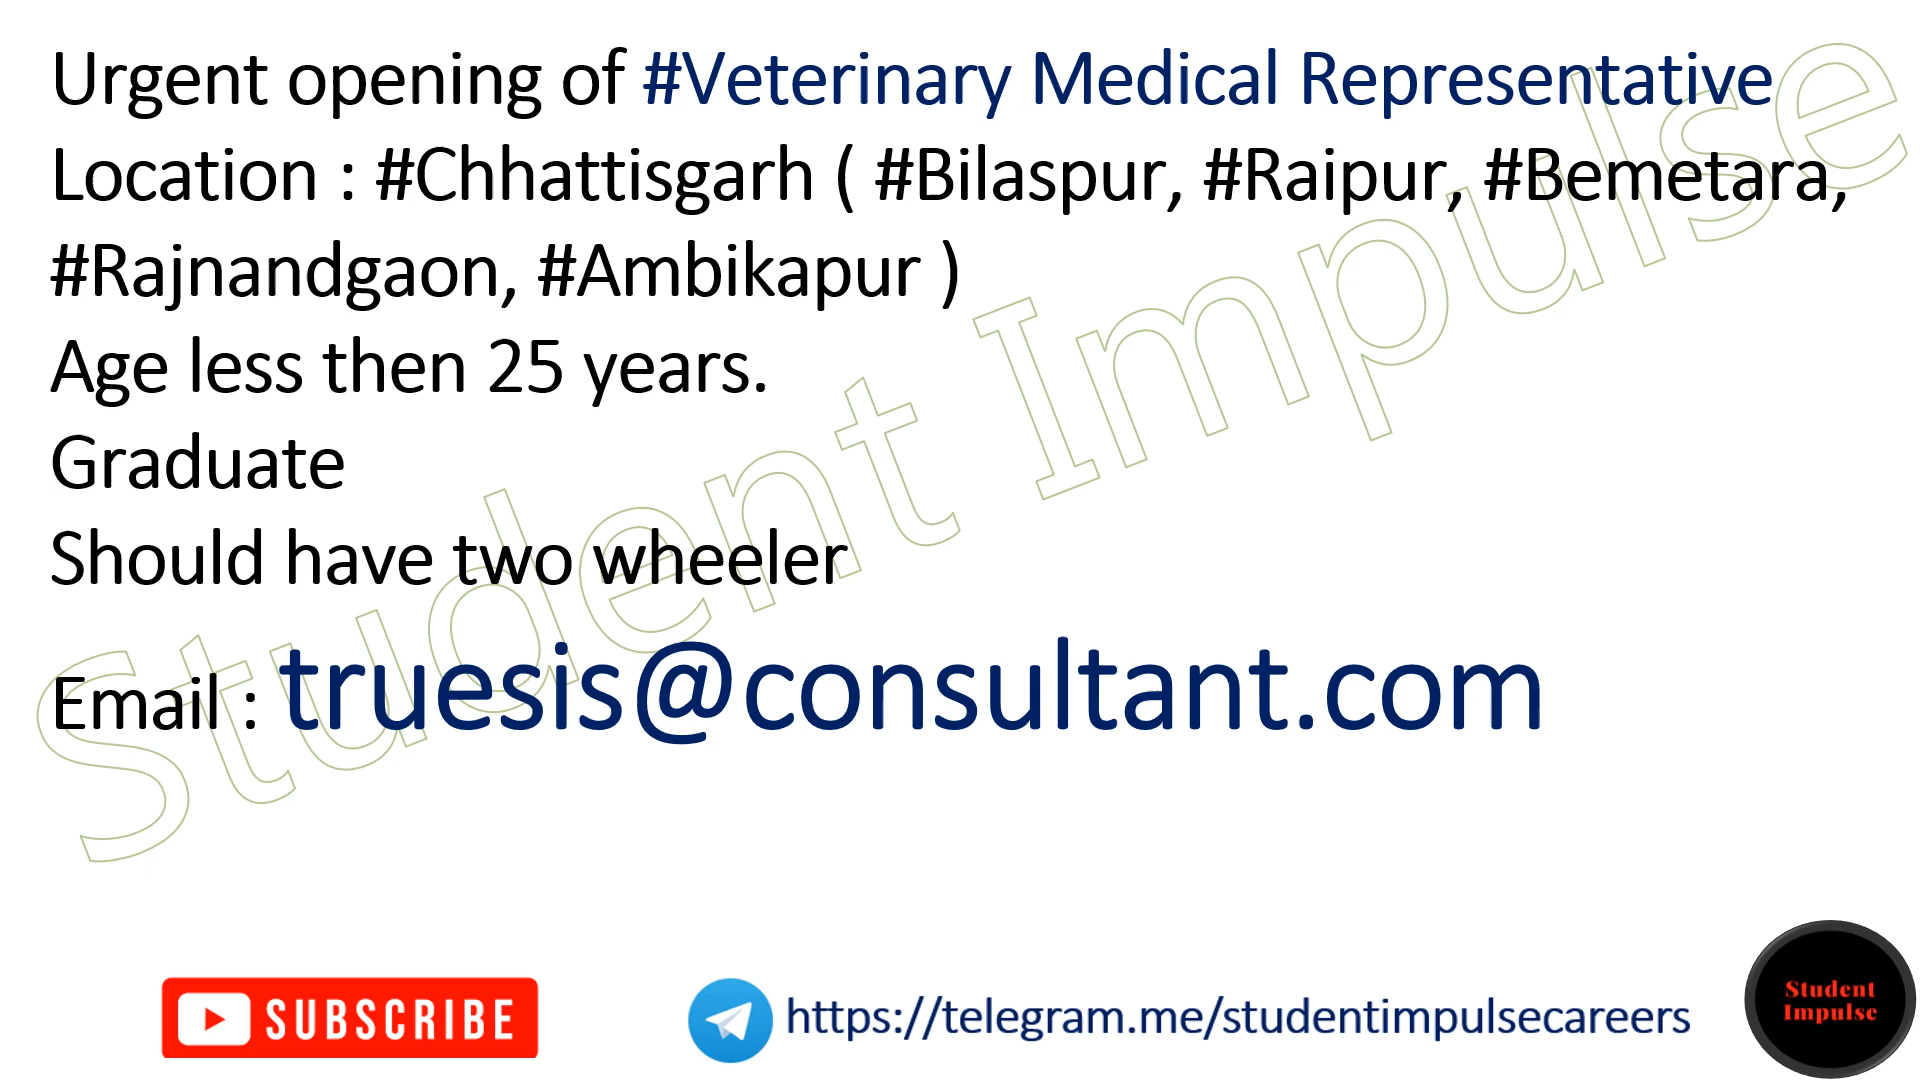 Urgent opening of #Veterinary Medical Representative
Location : #Chhattisgarh ( #Bilaspur, #Raipur, #Bemetara,
#Rajnandgaon, #Ambikapur )
Age less then 25 years.
Graduate
Should have two wheeler
Email : truesis@consultant.com
Student Impulse
SUBSCRIBE
https://telegram.me/studentimpulsecareers
Student
Impulse